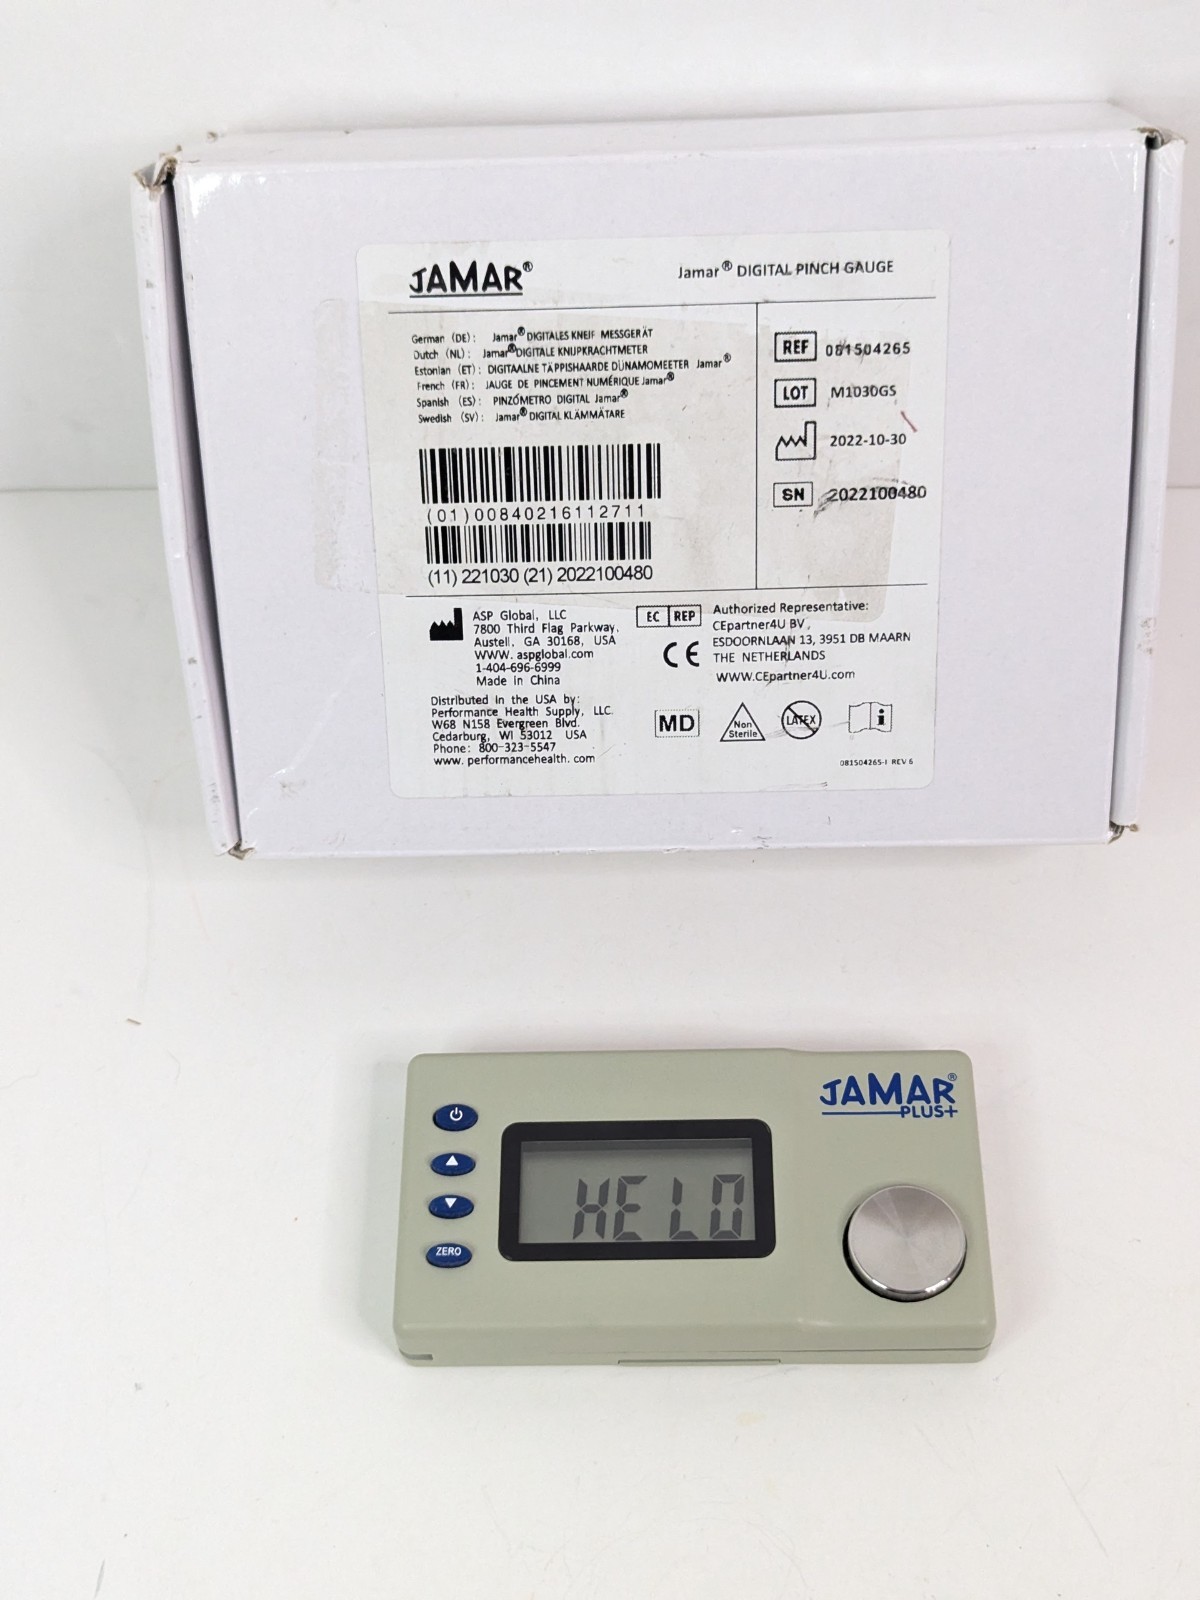 JAMAR®
Jamar® DIGITAL PINCH GAUGE
German (DE): Jamar® DIGITALES KNEIF MESSGERÄT
Dutch (NL): Jamar® DIGITALE KNIJPKRACHTMETER
Estonian (ET): DIGITAALNE TÄPPISHAARDE DÜNAMOMEETER Jamar®
French (FR): JAUGE DE PINCEMENT NUMÉRIQUE Jamar®
Spanish (ES): PINZÓMETRO DIGITAL Jamar®
Swedish (SV): Jamar® DIGITAL KLÄMMÄTARE
(01)00840216112711
(11) 221030 (21) 2022100480
REF 081504265
LOT M1030GS
2022-10-30
SN 2022100480
ASP Global, LLC
7800 Third Flag Parkway.
Austell, GA 30168, USA
WWW. aspglobal.com
1-404-696-6999
Made in China
Distributed in the USA by:
Performance Health Supply, LLC.
W68 N158 Evergreen Blvd.
Cedarburg, WI 53012 USA
Phone: 800-323-5547
www. performancehealth. com
EC REP
CE
Authorized Representative:
CEpartner4U BV,
ESDOORNLAAN 13, 3951 DB MAARN
THE NETHERLANDS
WWW.CEpartner4U.com
MD
Non
Sterile
LATEX
i
081504265-I REV 6
JAMAR®
PLUS+
HELO
ZERO